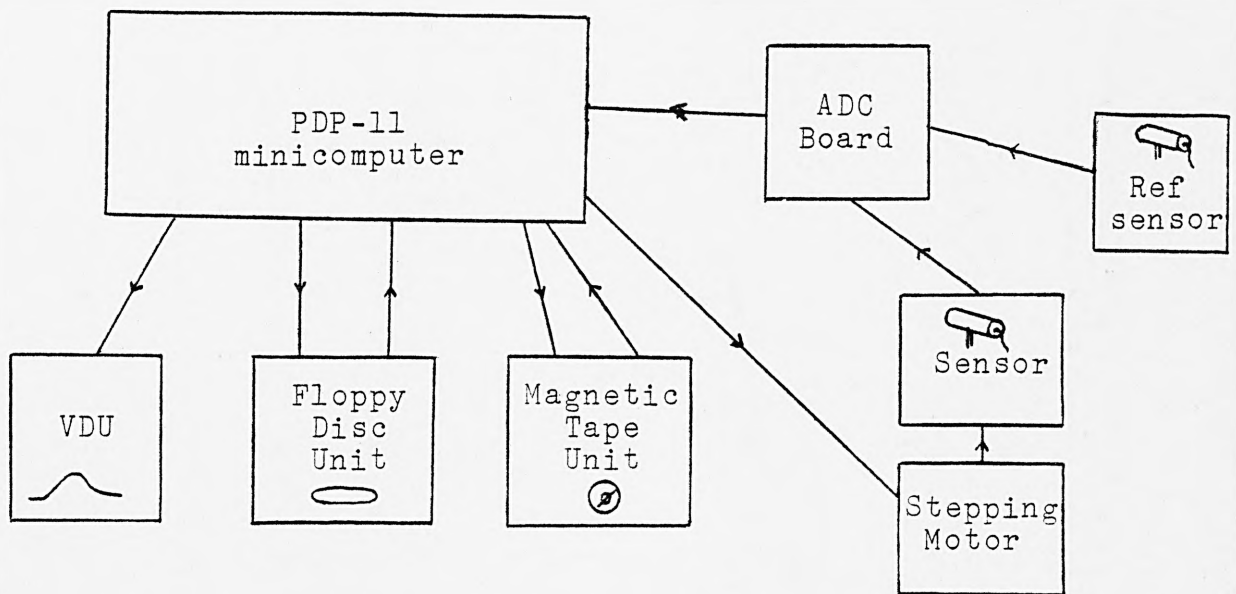 PDP-11
minicomputer
ADC
Board
Ref
sensor
Sensor
VDU
Floppy
Disc
Unit
Magnetic
Tape
Unit
Stepping
Motor